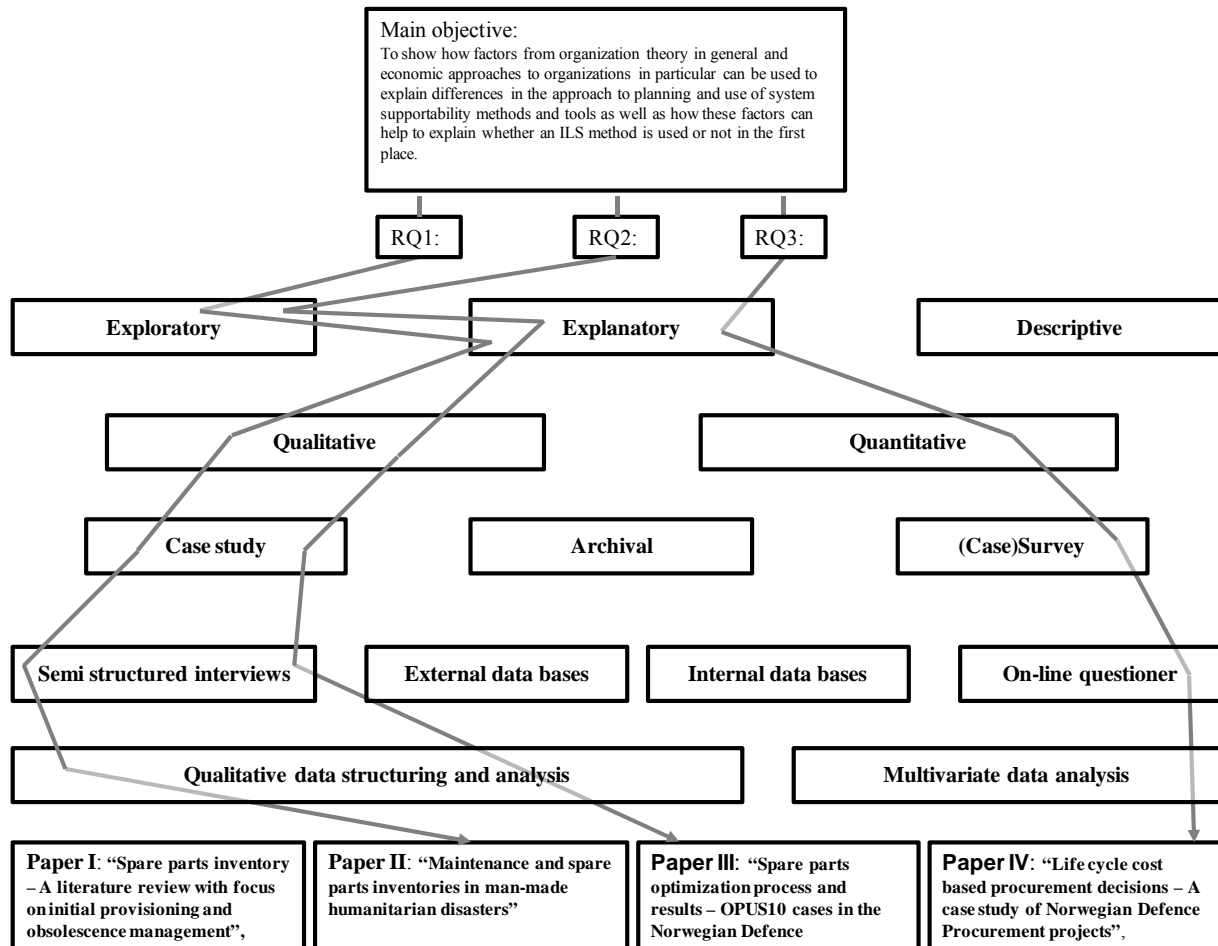 Main objective:
To show how factors from organization theory in general and
economic approaches to organizations in particular can be used to
explain differences in the approach to planning and use of system
supportability methods and tools as well as how these factors can
help to explain whether an ILS method is used or not in the first
place.
RQ1:
RQ2:
RQ3:
Exploratory
Explanatory
Descriptive
Qualitative
Quantitative
Case study
Archival
(Case)Survey
Semi structured interviews
External data bases
Internal data bases
On-line questioner
Qualitative data structuring and analysis
Multivariate data analysis
Paper I: “Spare parts inventory
– A literature review with focus
on initial provisioning and
obsolescence management”,
Paper II: “Maintenance and spare
parts inventories in man-made
humanitarian disasters”
Paper III: “Spare parts
optimization process and
results – OPUS10 cases in the
Norwegian Defence
Paper IV: “Life cycle cost
based procurement decisions – A
case study of Norwegian Defence
Procurement projects”,